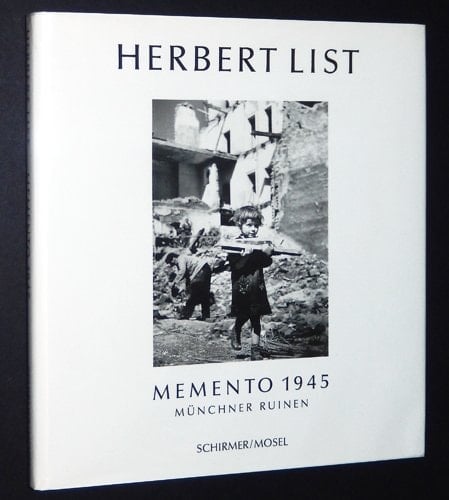 HERBERT LIST
MEMENTO 1945
MÜNCHNER RUINEN
SCHIRMER/MOSEL